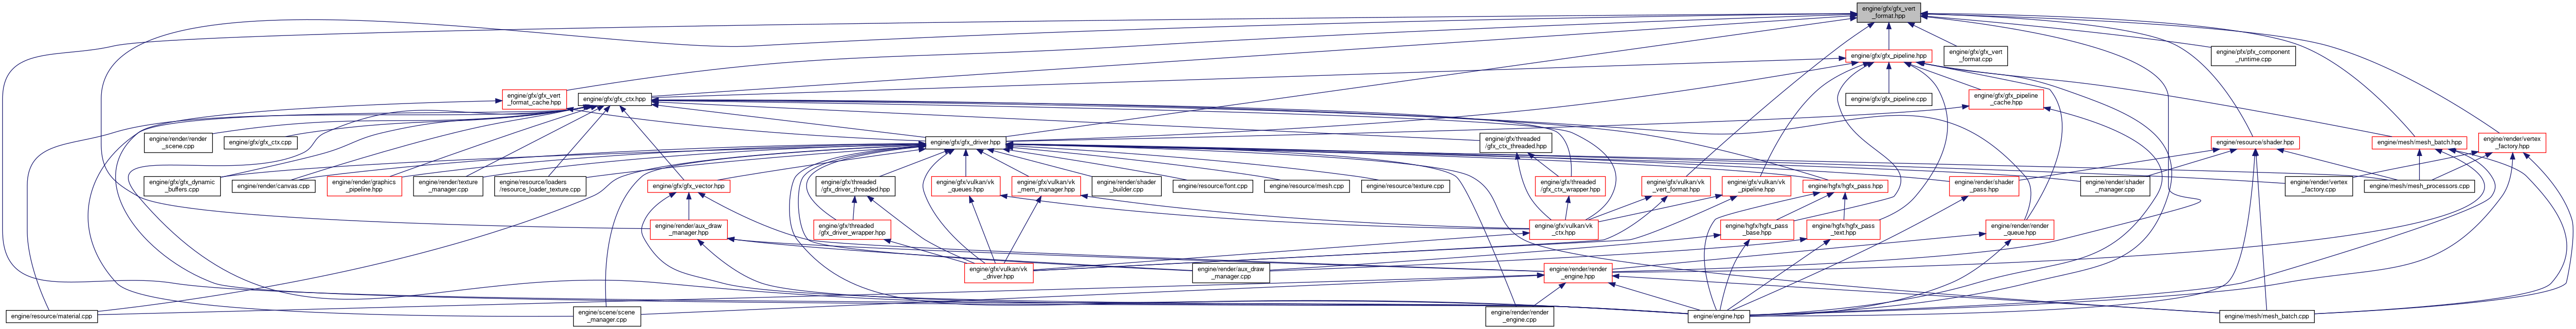 engine/gfx/gfx_vert
_format.hpp
engine/gfx/gfx_pipeline.hpp
engine/gfx/gfx_vert
_format.cpp
engine/pfx/pfx_component
_runtime.cpp
engine/gfx/gfx_vert
_format_cache.hpp
engine/gfx/gfx_ctx.hpp
engine/gfx/gfx_pipeline.cpp
engine/gfx/gfx_pipeline
_cache.hpp
engine/render/render
_scene.cpp
engine/gfx/gfx_ctx.cpp
engine/gfx/gfx_driver.hpp
engine/gfx/threaded
/gfx_ctx_threaded.hpp
engine/resource/shader.hpp
engine/mesh/mesh_batch.hpp
engine/render/vertex
_factory.hpp
engine/gfx/gfx_dynamic
_buffers.cpp
engine/render/canvas.cpp
engine/render/graphics
_pipeline.hpp
engine/render/texture
_manager.cpp
engine/resource/loaders
/resource_loader_texture.cpp
engine/gfx/gfx_vector.hpp
engine/gfx/threaded
/gfx_driver_threaded.hpp
engine/gfx/vulkan/vk
_queues.hpp
engine/gfx/vulkan/vk
_mem_manager.hpp
engine/render/shader
_builder.cpp
engine/resource/font.cpp
engine/resource/mesh.cpp
engine/resource/texture.cpp
engine/gfx/threaded
/gfx_ctx_wrapper.hpp
engine/gfx/vulkan/vk
_vert_format.hpp
engine/gfx/vulkan/vk
_pipeline.hpp
engine/hgfx/hgfx_pass.hpp
engine/render/shader
_pass.hpp
engine/render/shader
_manager.cpp
engine/render/vertex
_factory.cpp
engine/mesh/mesh_processors.cpp
engine/render/aux_draw
_manager.hpp
engine/gfx/threaded
/gfx_driver_wrapper.hpp
engine/gfx/vulkan/vk
_ctx.hpp
engine/hgfx/hgfx_pass
_base.hpp
engine/hgfx/hgfx_pass
_text.hpp
engine/render/render
_queue.hpp
engine/gfx/vulkan/vk
_driver.hpp
engine/render/aux_draw
_manager.cpp
engine/render/render
_engine.hpp
engine/resource/material.cpp
engine/scene/scene
_manager.cpp
engine/render/render
_engine.cpp
engine/engine.hpp
engine/mesh/mesh_batch.cpp